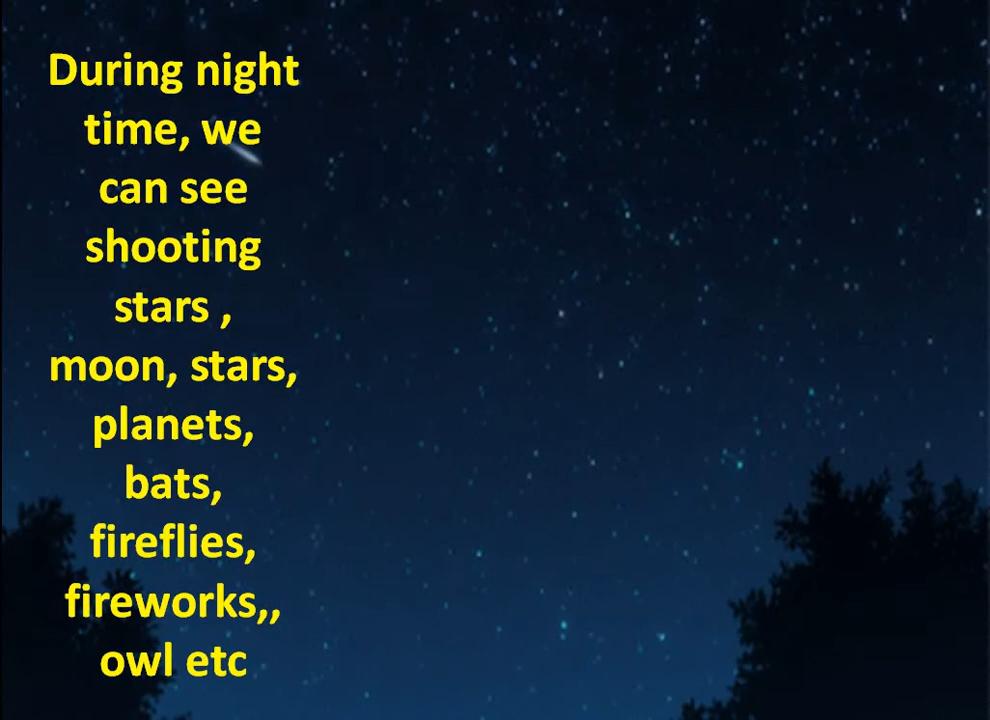 During night
time, we
can see
shooting
stars ,
moon, stars,
planets,
bats,
fireflies,
fireworks,,
owl etc